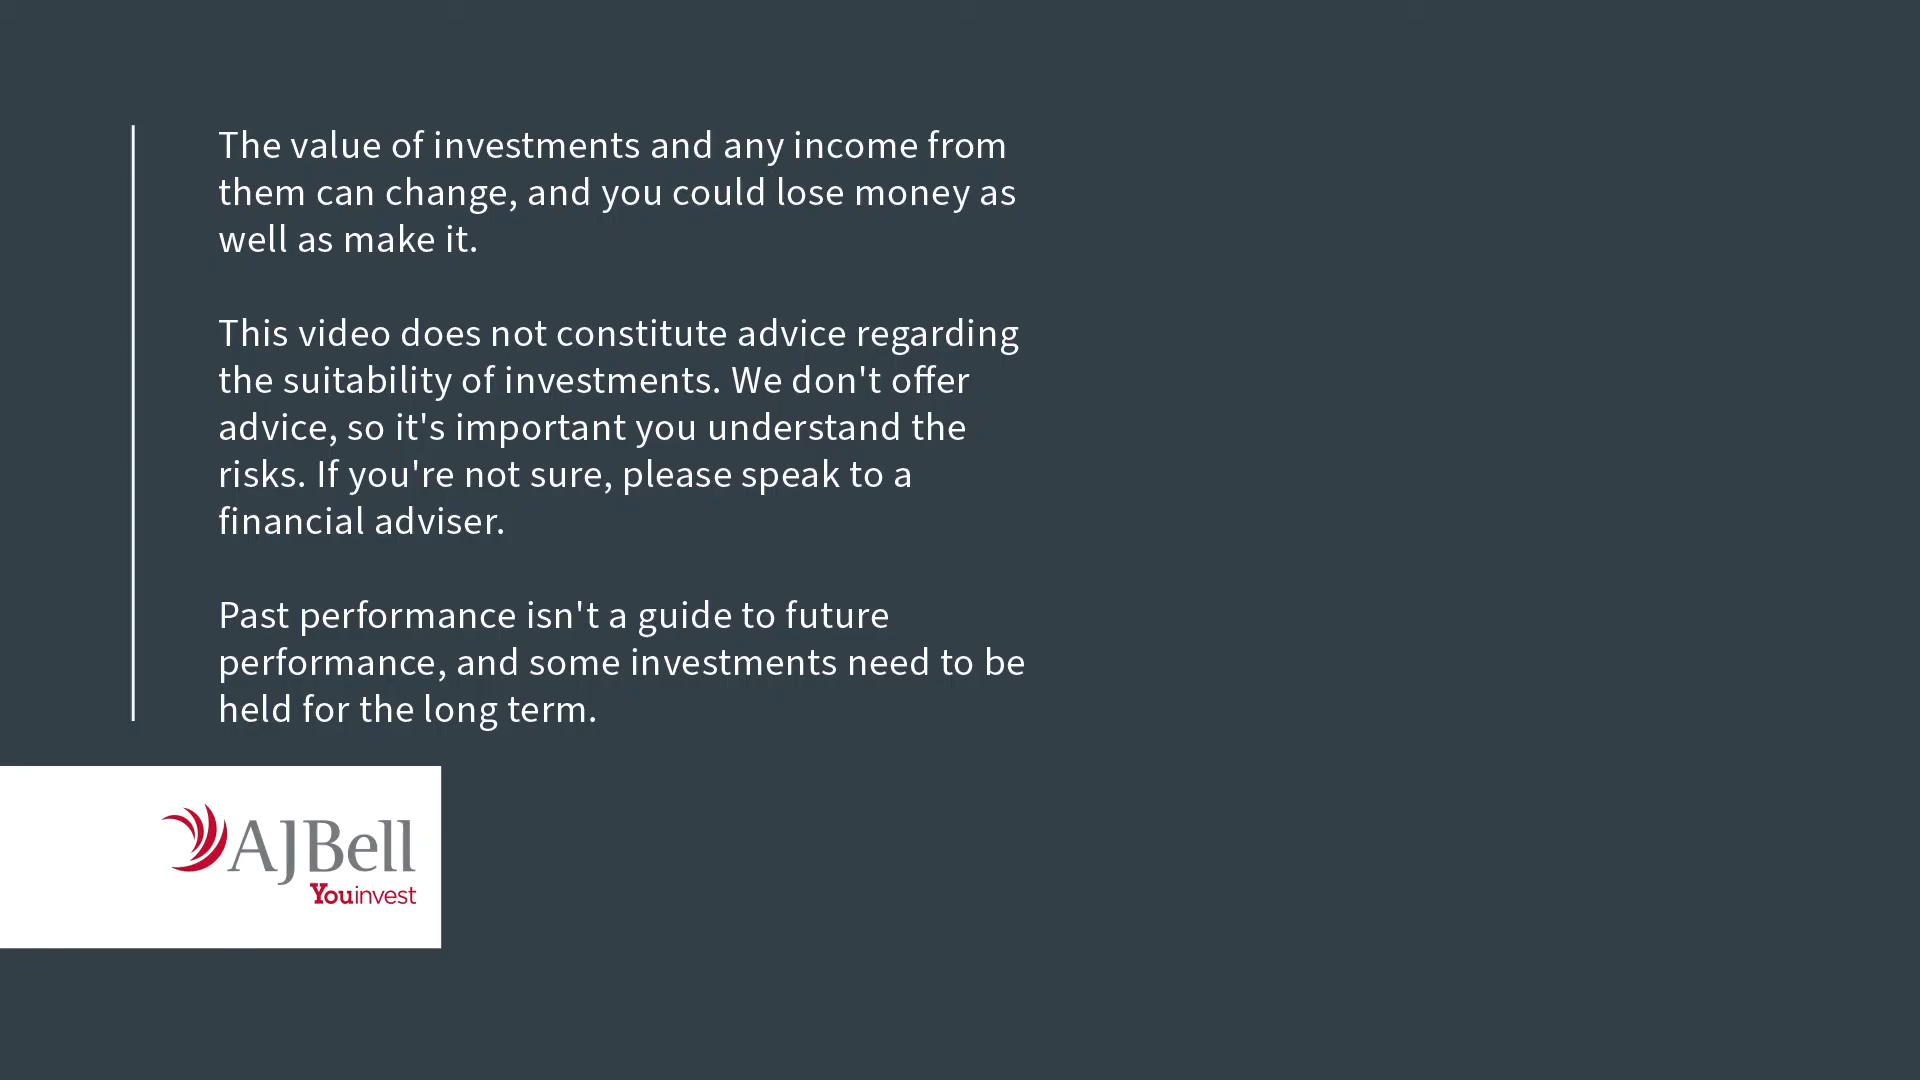 The value of investments and any income from
them can change, and you could lose money as
well as make it.
This video does not constitute advice regarding
the suitability of investments. We don't offer
advice, so it's important you understand the
risks. If you're not sure, please speak to a
financial adviser.
Past performance isn't a guide to future
performance, and some investments need to be
held for the long term.
AJBell
Youinvest